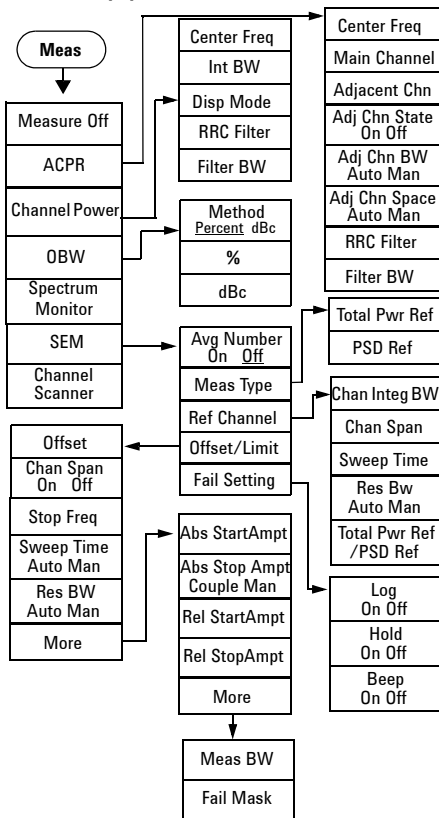 Meas
Measure Off
ACPR
Channel Power
OBW
Spectrum
Monitor
SEM
Channel
Scanner
Center Freq
Int BW
Disp Mode
RRC Filter
Filter BW
Center Freq
Main Channel
Adjacent Chn
Adj Chn State
On Off
Adj Chn BW
Auto Man
Adj Chn Space
Auto Man
RRC Filter
Filter BW
Method
Percent dBc
%
dBc
Avg Number
On Off
Meas Type
Ref Channel
Offset/Limit
Fail Setting
Total Pwr Ref
PSD Ref
Chan Integ BW
Chan Span
Sweep Time
Res Bw
Auto Man
Total Pwr Ref
/PSD Ref
Offset
Chan Span
On Off
Stop Freq
Sweep Time
Auto Man
Res BW
Auto Man
More
Abs StartAmpt
Abs Stop Ampt
Couple Man
Rel StartAmpt
Rel StopAmpt
More
Log
On Off
Hold
On Off
Beep
On Off
Meas BW
Fail Mask